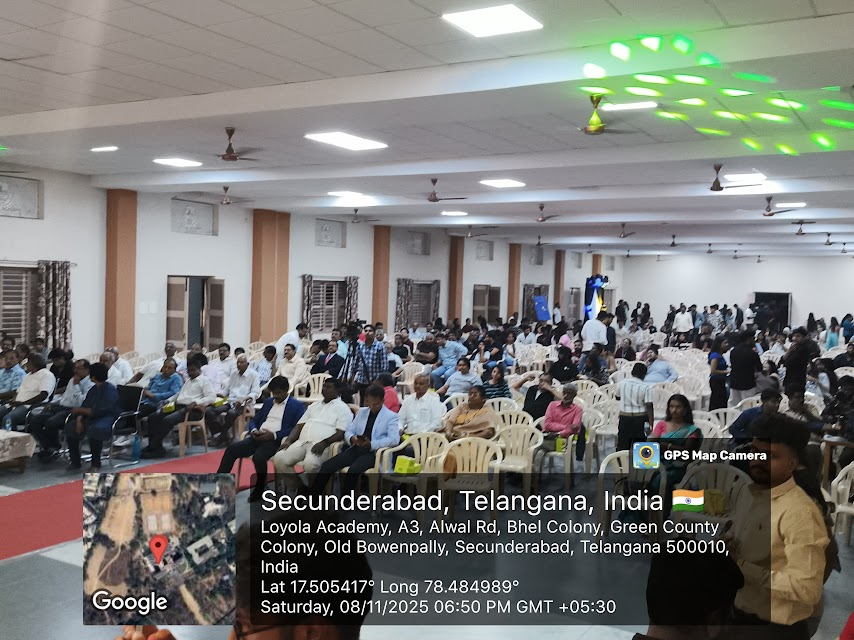 GPS Map Camera
Secunderabad, Telangana, India
Loyola Academy, A3, Alwal Rd, Bhel Colony, Green County
Colony, Old Bowenpally, Secunderabad, Telangana 500010,
India
Lat 17.505417° Long 78.484989°
Saturday, 08/11/2025 06:50 PM GMT +05:30
Google